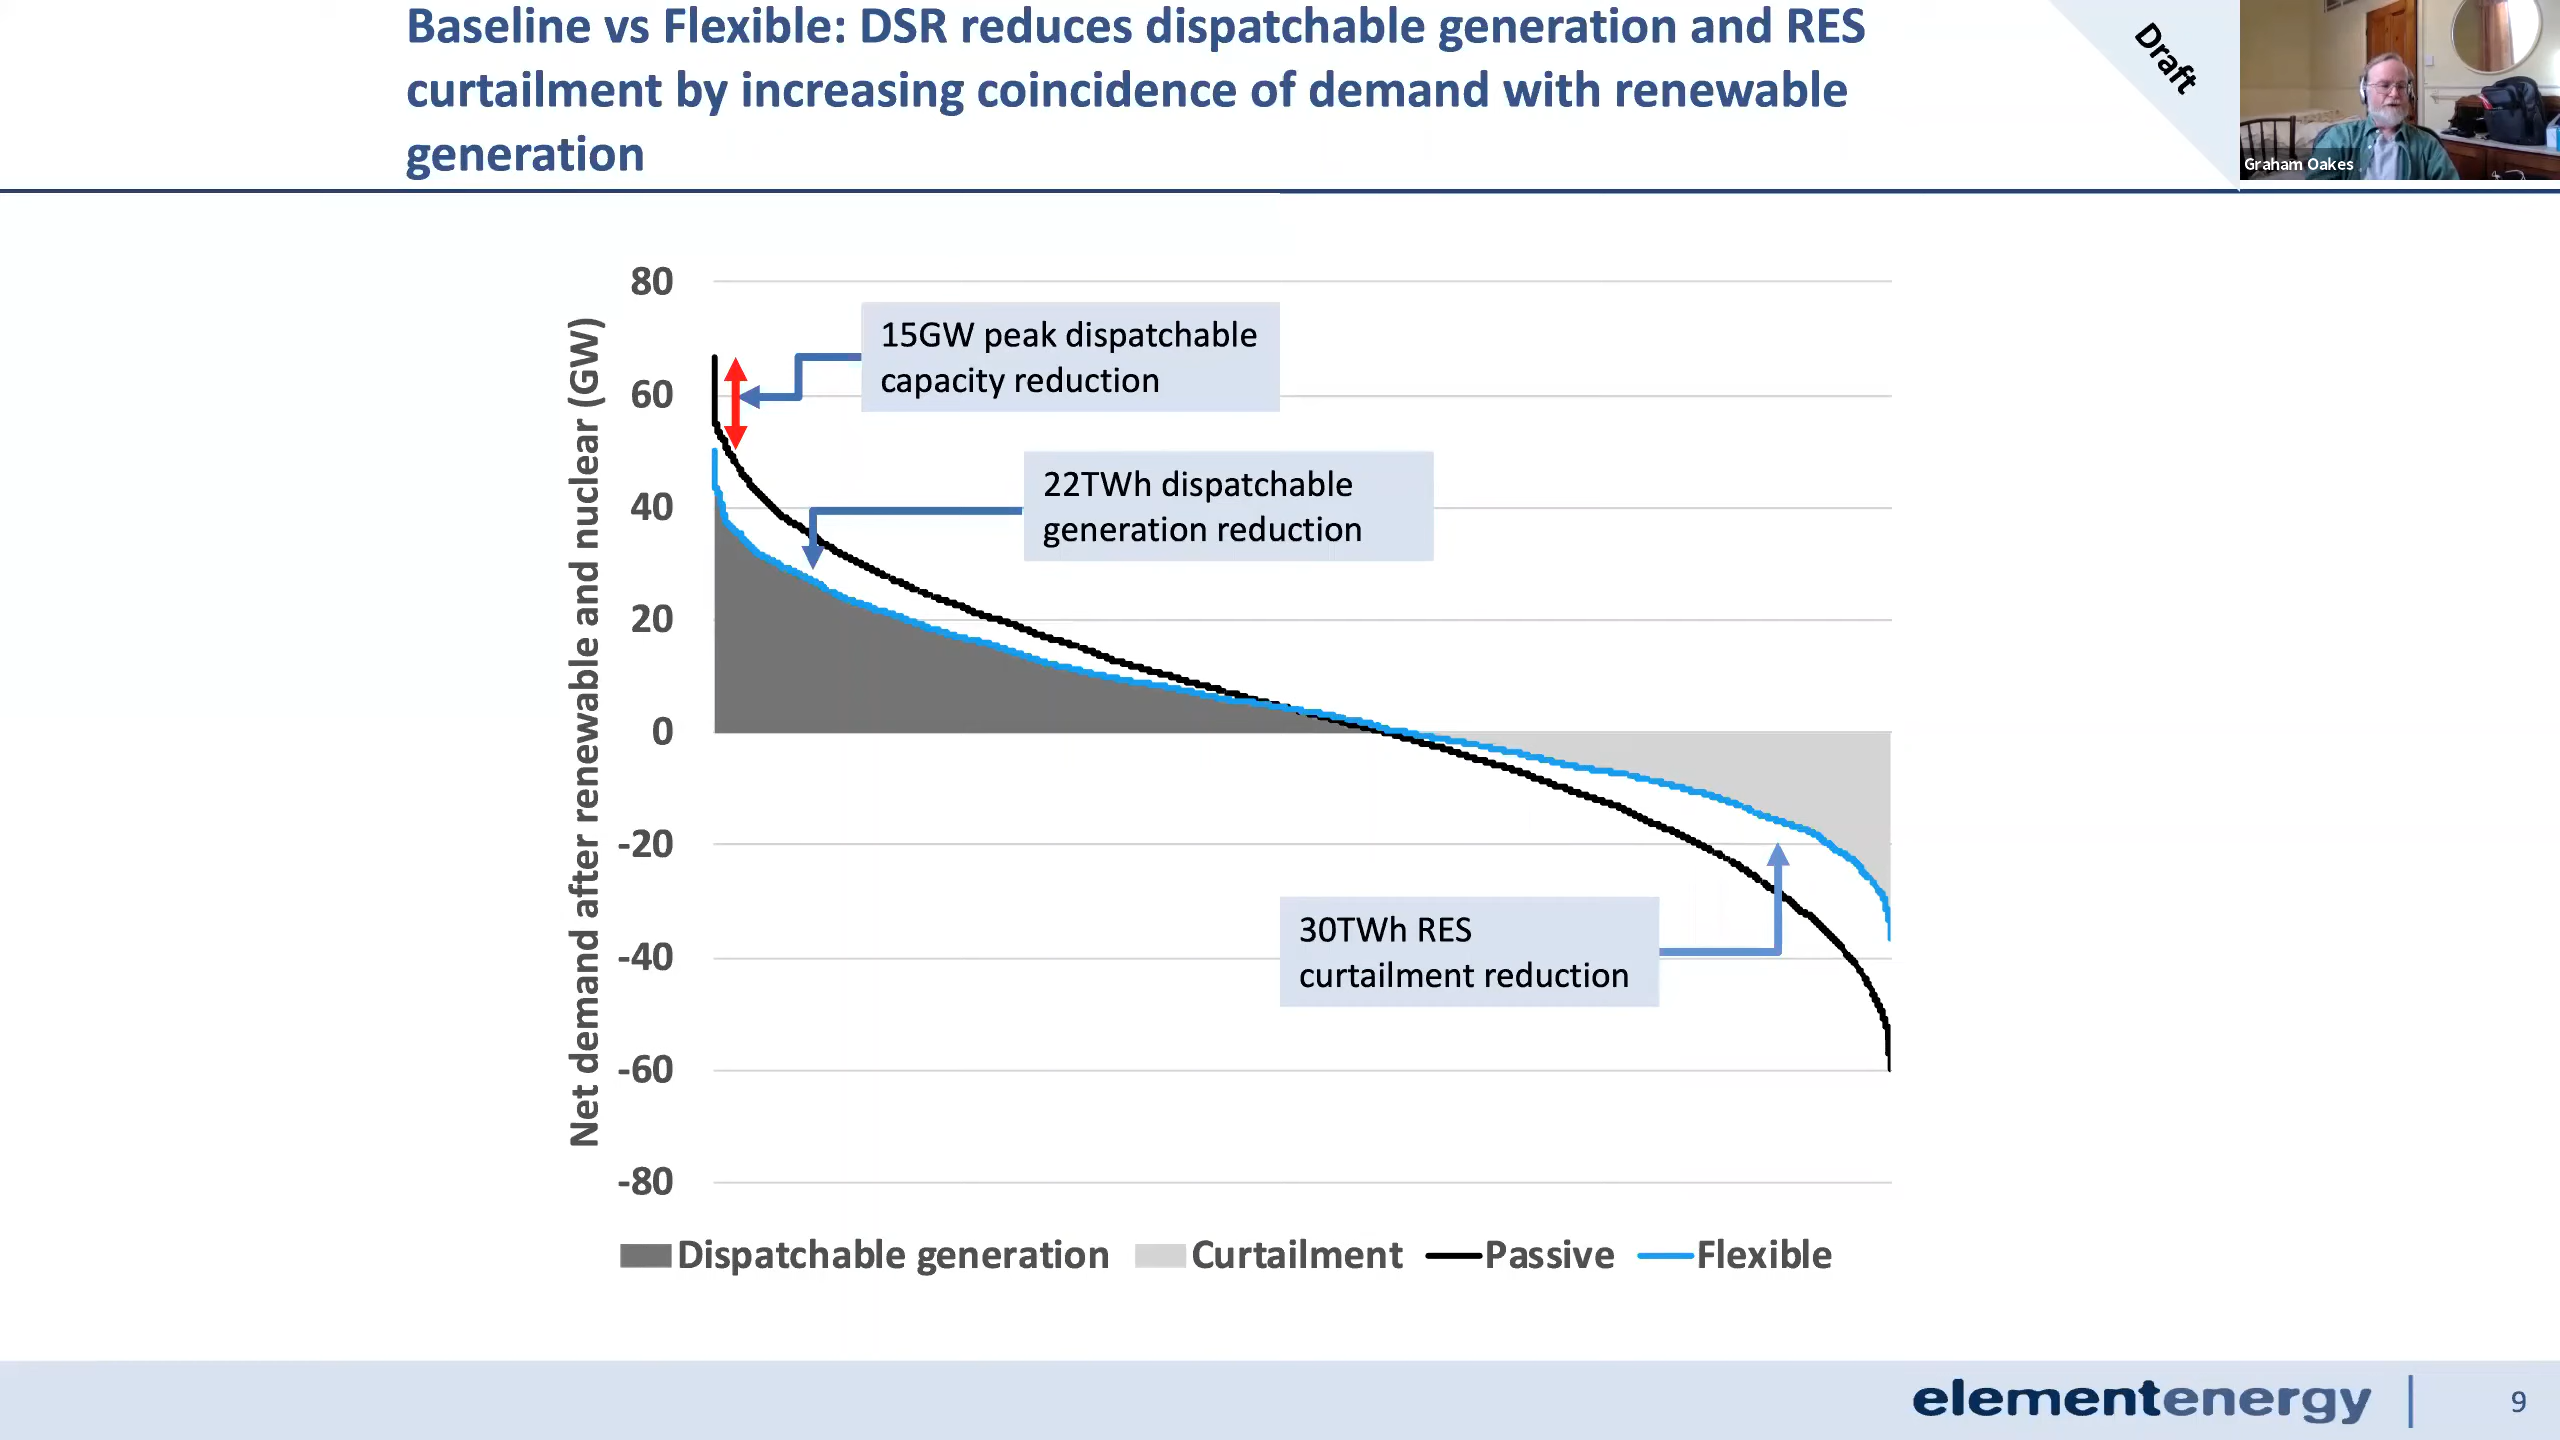 Baseline vs Flexible: DSR reduces dispatchable generation and RES
curtailment by increasing coincidence of demand with renewable
generation
Draft
Graham Oakes
Net demand after renewable and nuclear (GW)
80
60
40
20
0
-20
-40
-60
-80
15GW peak dispatchable
capacity reduction
22TWh dispatchable
generation reduction
30TWh RES
curtailment reduction
Dispatchable generation
Curtailment
Passive
Flexible
elementenergy
9